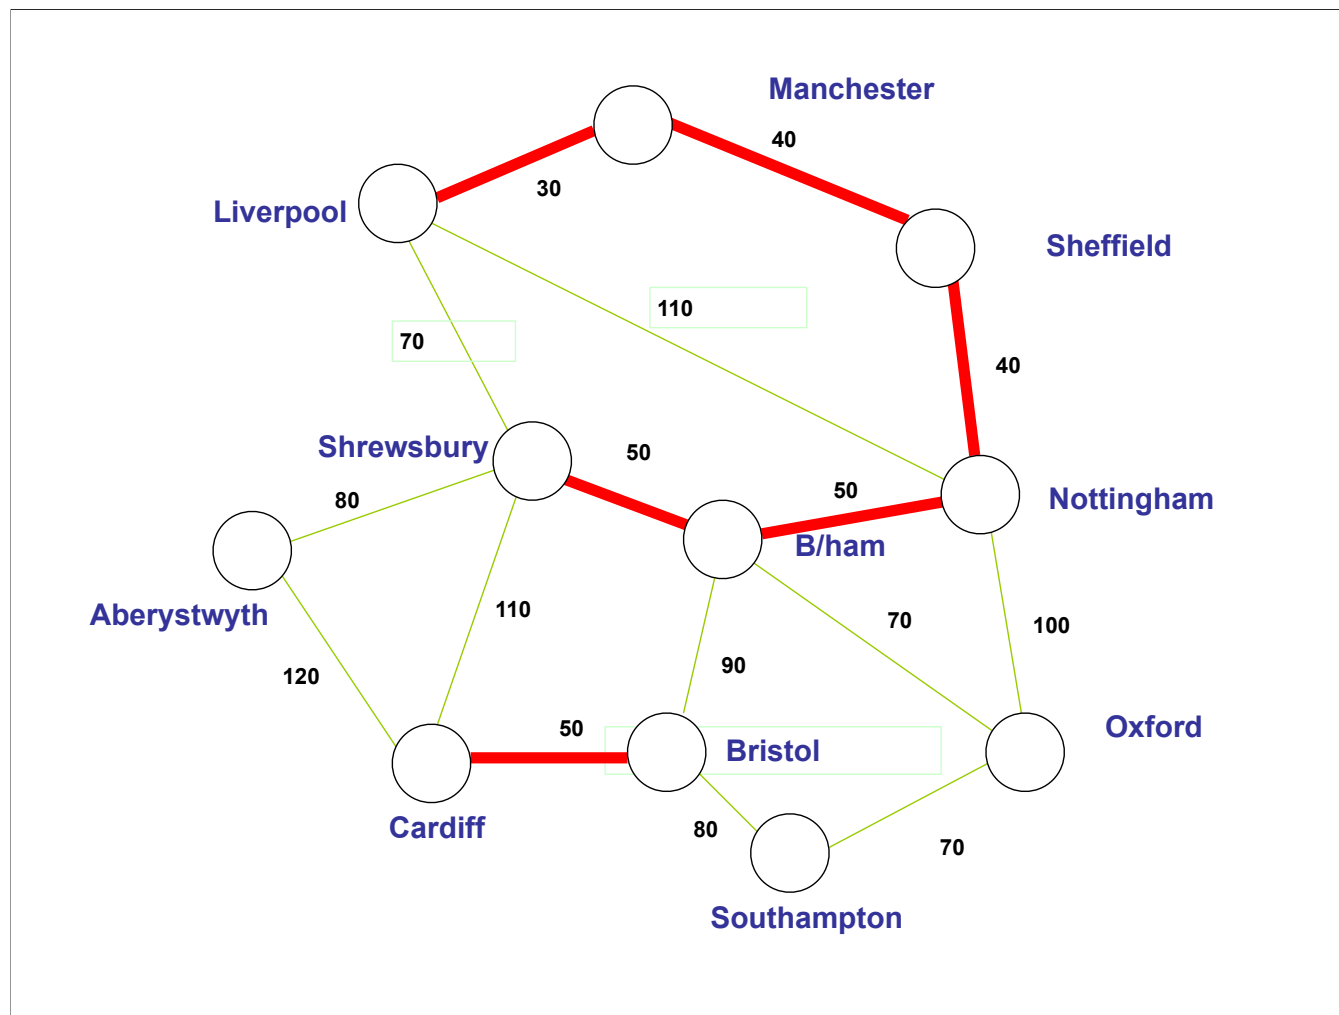 Manchester
40
30
Liverpool
Sheffield
110
70
40
Shrewsbury
50
80
50
Nottingham
B/ham
Aberystwyth
110
70
100
120
90
50
Bristol
Oxford
Cardiff
80
70
Southampton